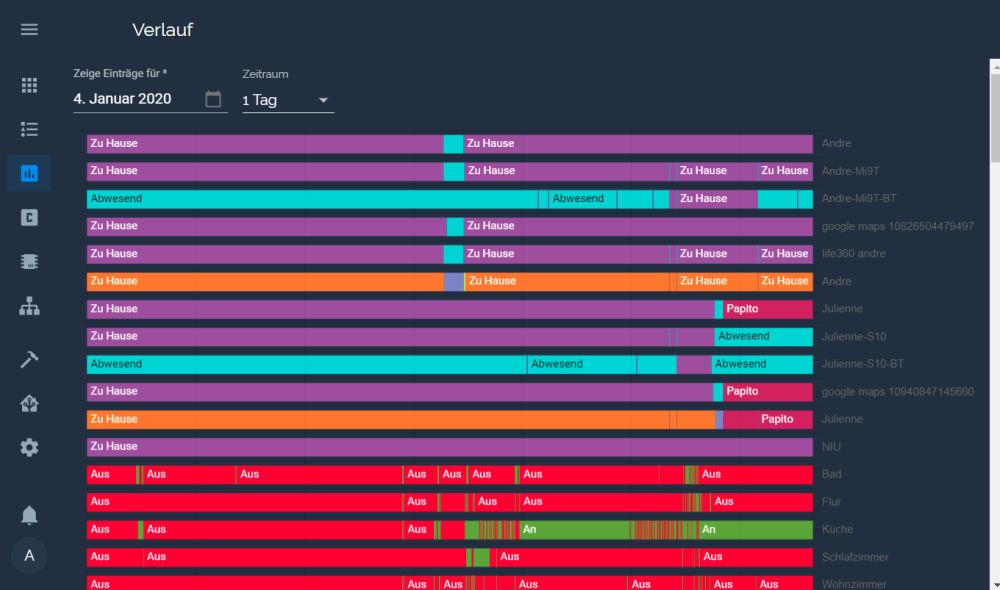 Verlauf
Zeige Einträge für *
Zeitraum
4. Januar 2020
1 Tag
Zu Hause Zu Hause Andre
Zu Hause Zu Hause Zu Hause Zu Hause Andre-Mi9T
Abwesend Abwesend Zu Hause Andre-Mi9T-BT
Zu Hause Zu Hause google maps 10826504479497
Zu Hause Zu Hause Zu Hause Zu Hause life360 andre
Zu Hause Zu Hause Zu Hause Zu Hause Andre
Zu Hause Papito Julienne
Zu Hause Abwesend Julienne-S10
Abwesend Abwesend Abwesend Julienne-S10-BT
Zu Hause Papito google maps 10940847145660
Zu Hause Papito Julienne
Zu Hause NIU
Aus Aus Aus Aus Aus Aus Aus Aus Bad
Aus Aus Aus Aus Aus Flur
Aus Aus Aus An An Küche
Aus Aus Aus Aus Schlafzimmer
Aus Aus Aus Aus Aus Aus Aus Wohnzimmer
C
A